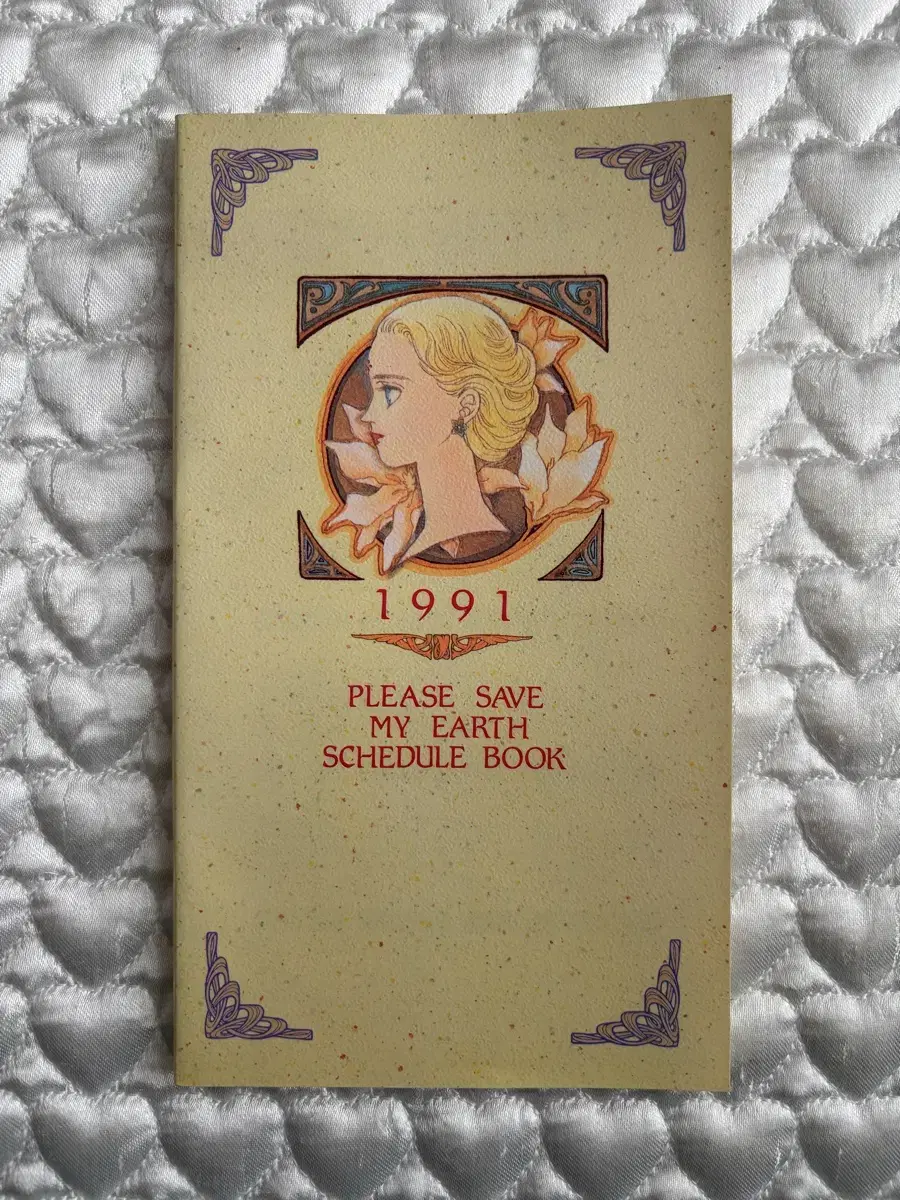 1991
PLEASE SAVE
MY EARTH
SCHEDULE BOOK